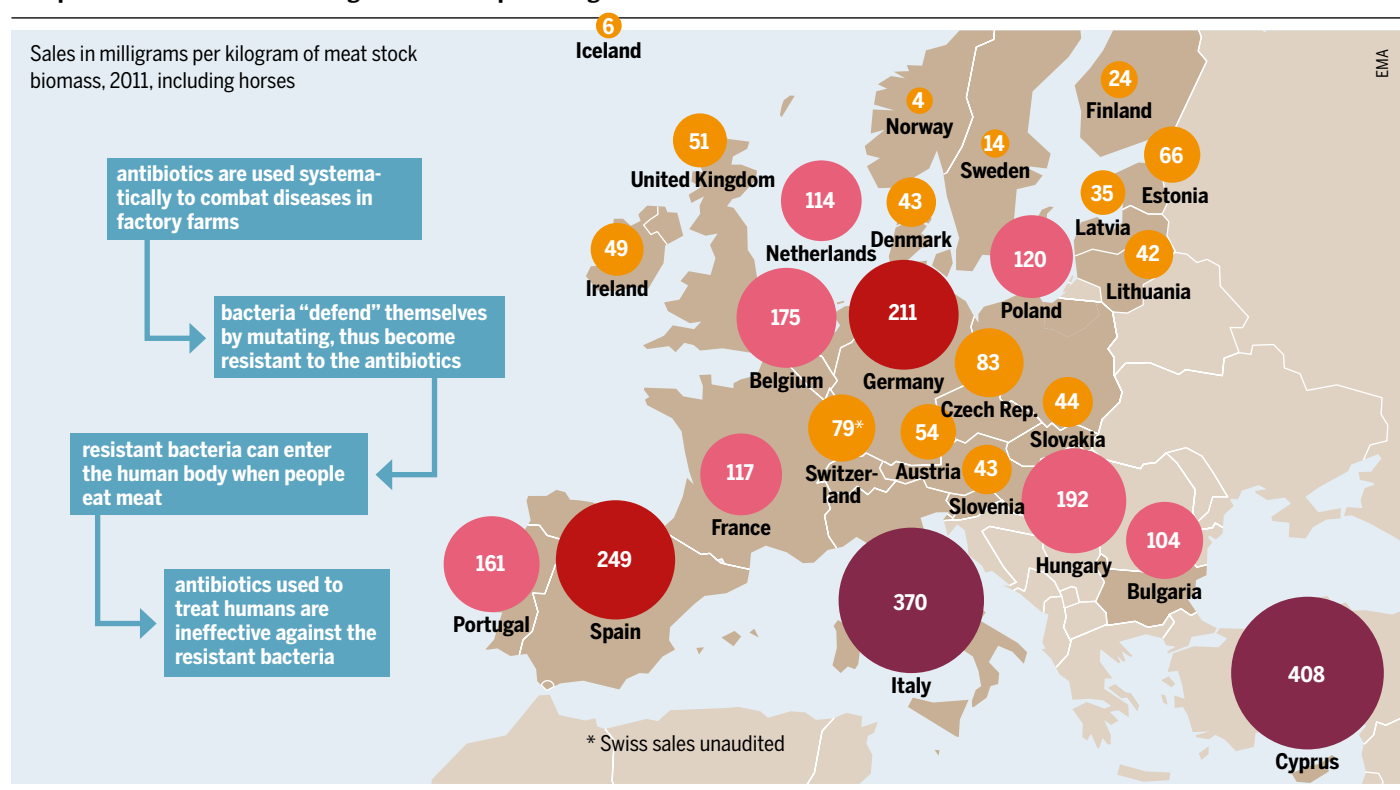 Sales in milligrams per kilogram of meat stock
biomass, 2011, including horses
EMA
antibiotics are used systema-
tically to combat diseases in
factory farms
bacteria “defend” themselves
by mutating, thus become
resistant to the antibiotics
resistant bacteria can enter
the human body when people
eat meat
antibiotics used to
treat humans are
ineffective against the
resistant bacteria
6
Iceland
4
Norway
14
Sweden
24
Finland
51
United Kingdom
66
Estonia
114
Netherlands
43
Denmark
35
Latvia
49
Ireland
120
Poland
42
Lithuania
175
Belgium
211
Germany
83
Czech Rep.
44
Slovakia
79*
Switzer-
land
54
Austria
43
Slovenia
117
France
192
Hungary
104
Bulgaria
161
Portugal
249
Spain
370
Italy
408
Cyprus
* Swiss sales unaudited